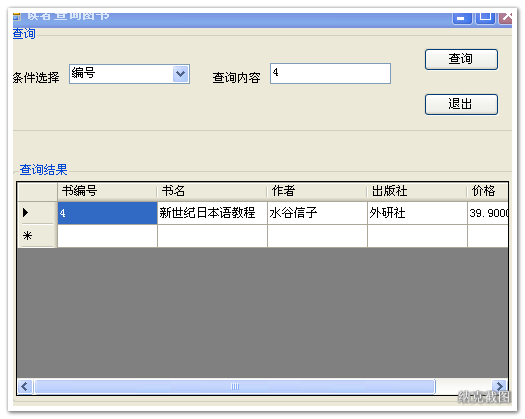 读者查询图书
查询
条件选择 编号 查询内容 4 查询
退出
查询结果
书编号 书名 作者 出版社 价格
4 新世纪日本语教程 水谷信子 外研社 39.9000